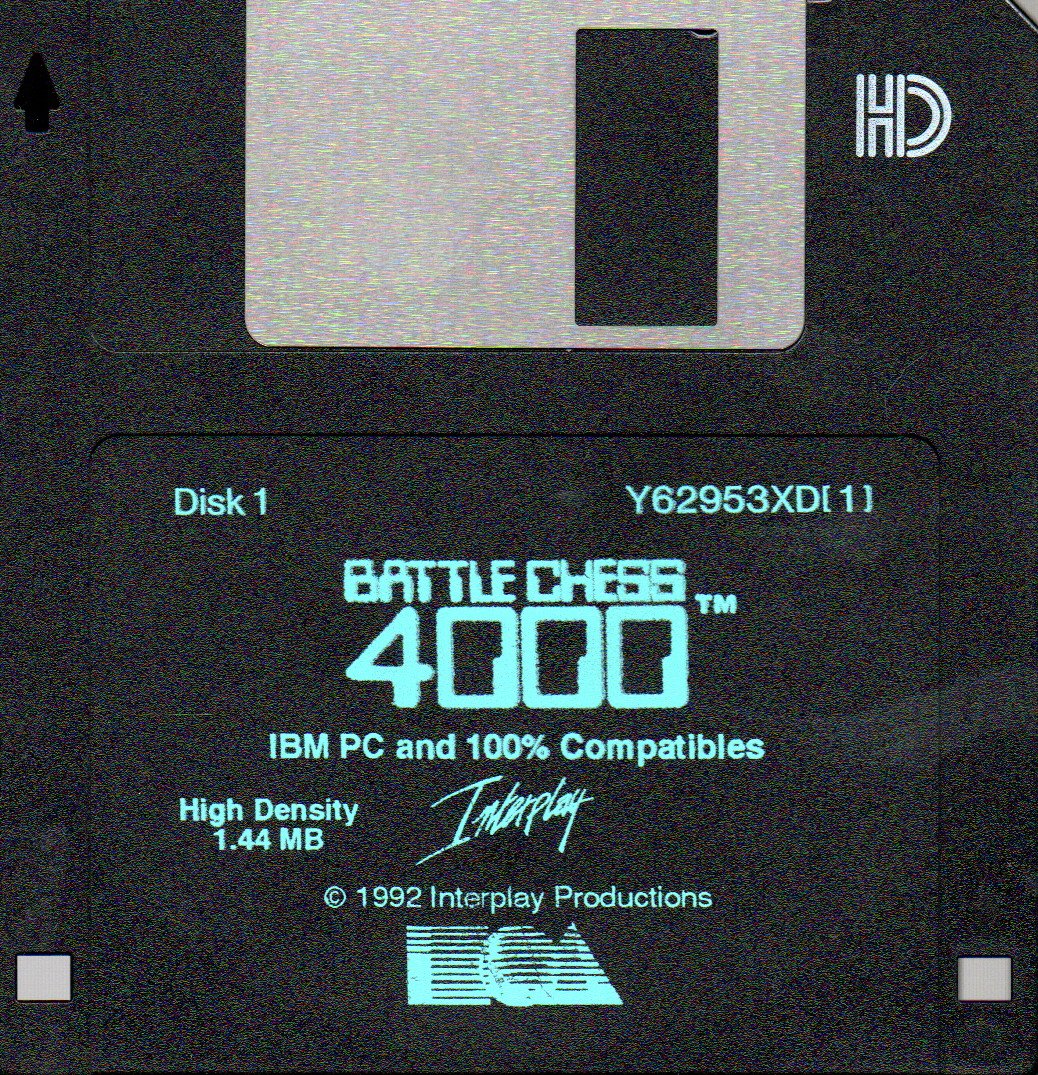 HD
Disk 1
Y62953XD[1]
BATTLE CHESS
4000™
IBM PC and 100% Compatibles
High Density
1.44 MB
Interplay
© 1992 Interplay Productions
ECA